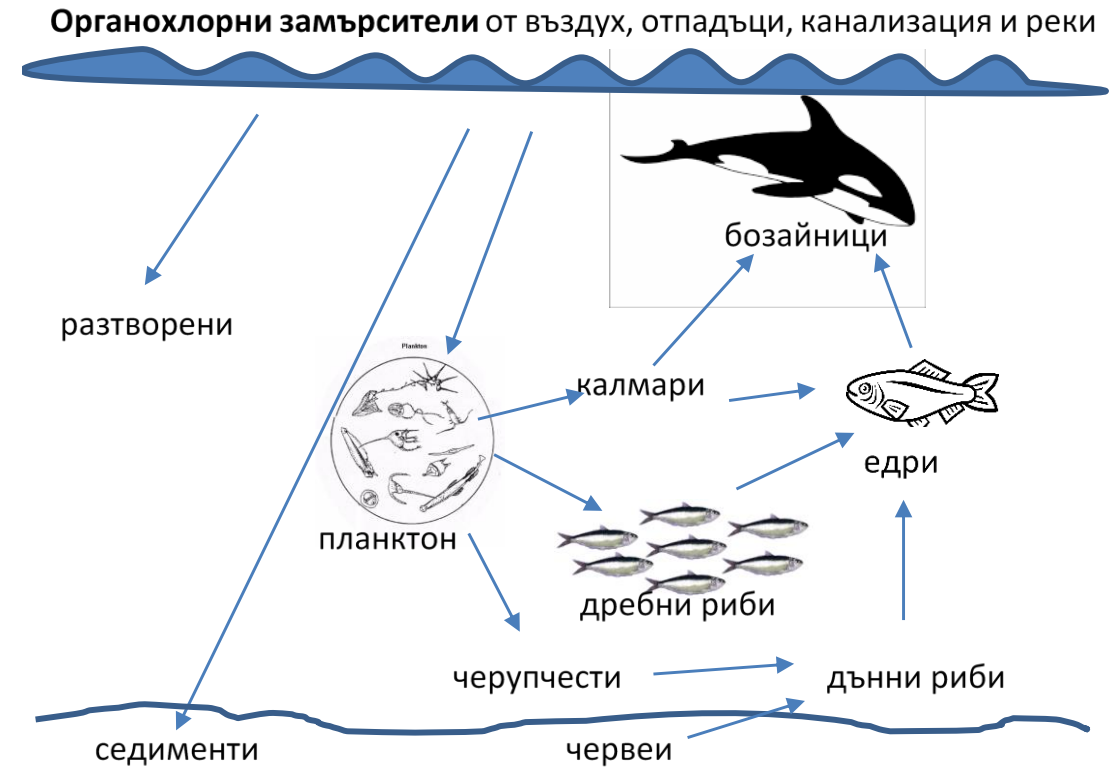 Органохлорни замърсители от въздух, отпадъци, канализация и реки
бозайници
разтворени
Plankton
калмари
едри
планктон
дребни риби
черупчести
дънни риби
седименти
червеи